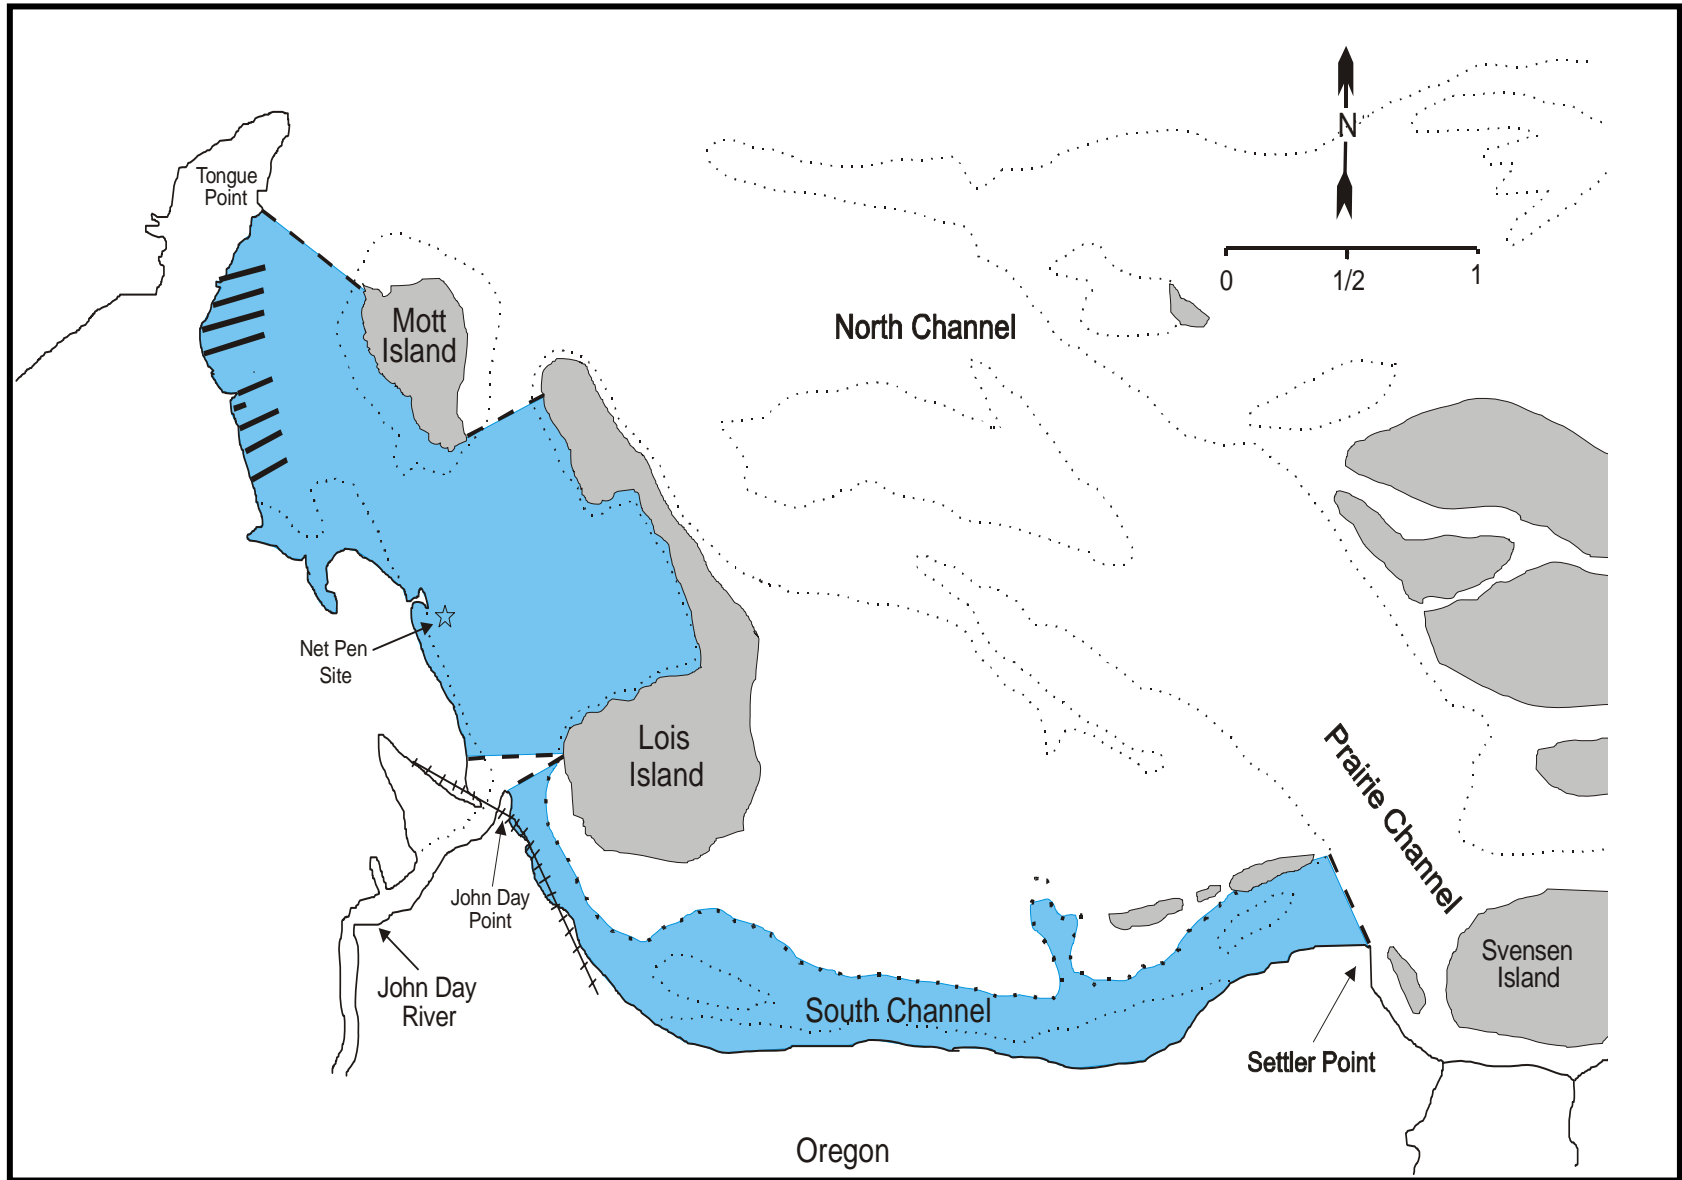 Tongue
Point
N
0
1/2
1
Mott
Island
North Channel
Net Pen
Site
Lois
Island
Prairie Channel
John Day
Point
John Day
River
South Channel
Svensen
Island
Settler Point
Oregon